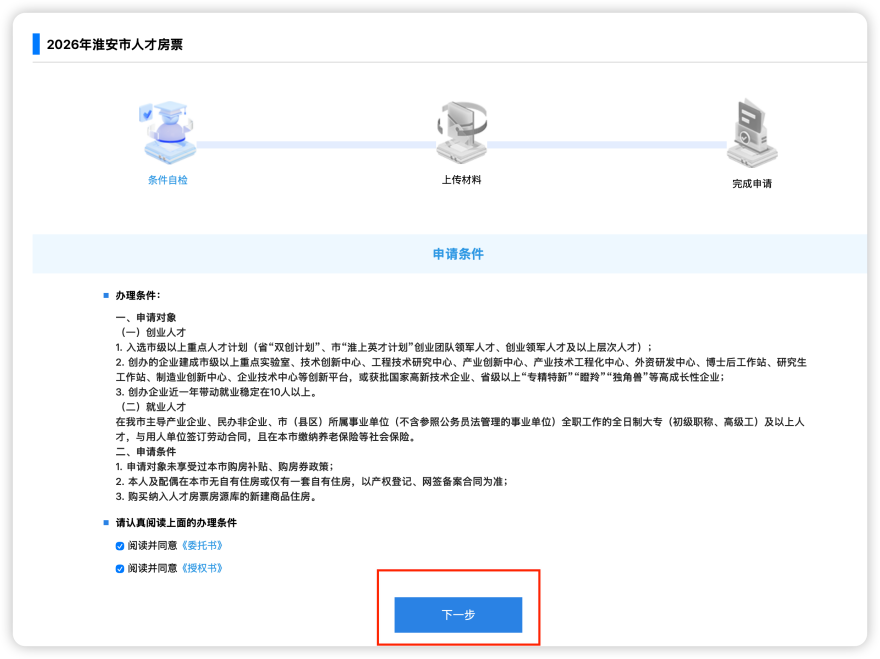 2026年淮安市人才房票
条件自检
上传材料
完成申请
申请条件
办理条件：
一、申请对象
（一）创业人才
1. 入选市级以上重点人才计划（省“双创计划”、市“淮上英才计划”创业团队领军人才、创业领军人才及以上层次人才）；
2. 创办的企业建成市级以上重点实验室、技术创新中心、工程技术研究中心、产业创新中心、产业技术工程化中心、外资研发中心、博士后工作站、研究生
工作站、制造业创新中心、企业技术中心等创新平台，或获批国家高新技术企业、省级以上“专精特新”“瞪羚”“独角兽”等高成长性企业；
3. 创办企业近一年带动就业稳定在10人以上。
（二）就业人才
在我市主导产业企业、民办非企业、市（县区）所属事业单位（不含参照公务员法管理的事业单位）全职工作的全日制大专（初级职称、高级工）及以上人
才，与用人单位签订劳动合同，且在本市缴纳养老保险等社会保险。
二、申请条件
1. 申请对象未享受过本市购房补贴、购房券政策；
2. 本人及配偶在本市无自有住房或仅有一套自有住房，以产权登记、网签备案合同为准；
3. 购买纳入人才房票房源库的新建商品住房。
请认真阅读上面的办理条件
阅读并同意《委托书》
阅读并同意《授权书》
下一步